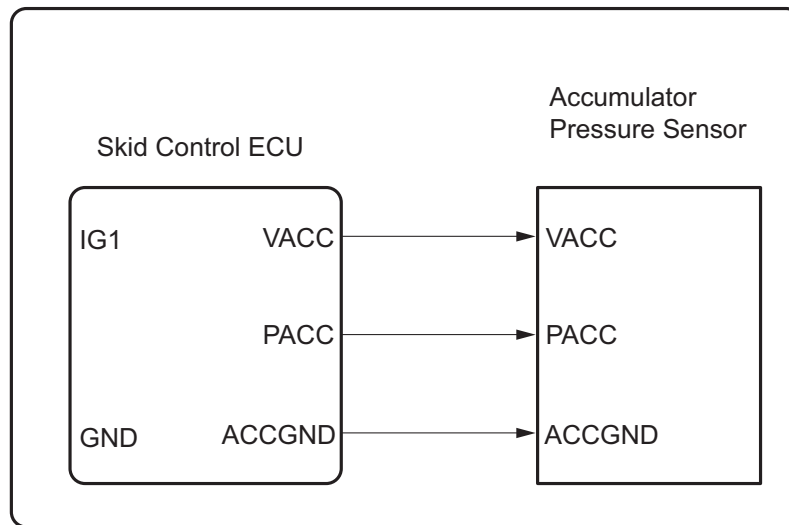 Accumulator
Pressure Sensor
Skid Control ECU
IG1
VACC
VACC
PACC
PACC
GND
ACCGND
ACCGND